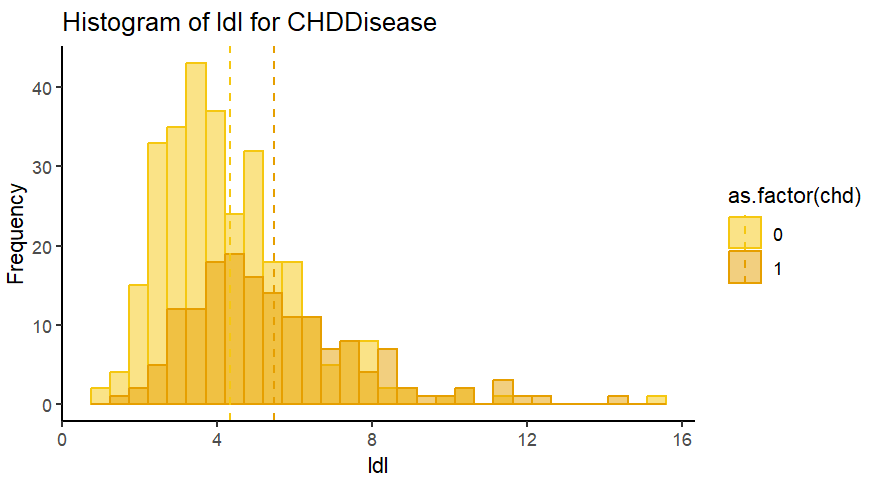 Histogram of ldl for CHDDisease
Frequency
40
30
20
10
0
0 4 8 12 16
ldl
as.factor(chd)
0
1